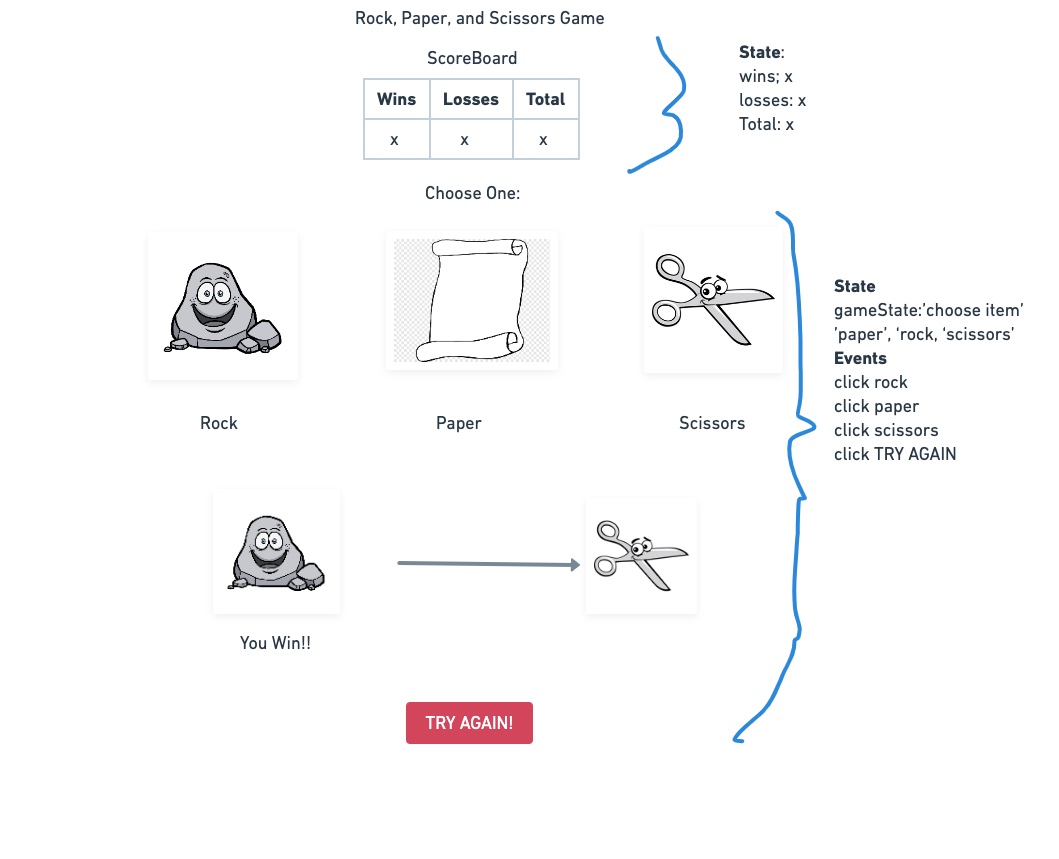 Rock, Paper, and Scissors Game
ScoreBoard
Wins Losses Total
x x x
State:
wins; x
losses: x
Total: x
Choose One:
Rock Paper Scissors
State
gameState:’choose item’
’paper’, ‘rock, ‘scissors’
Events
click rock
click paper
click scissors
click TRY AGAIN
You Win!!
TRY AGAIN!